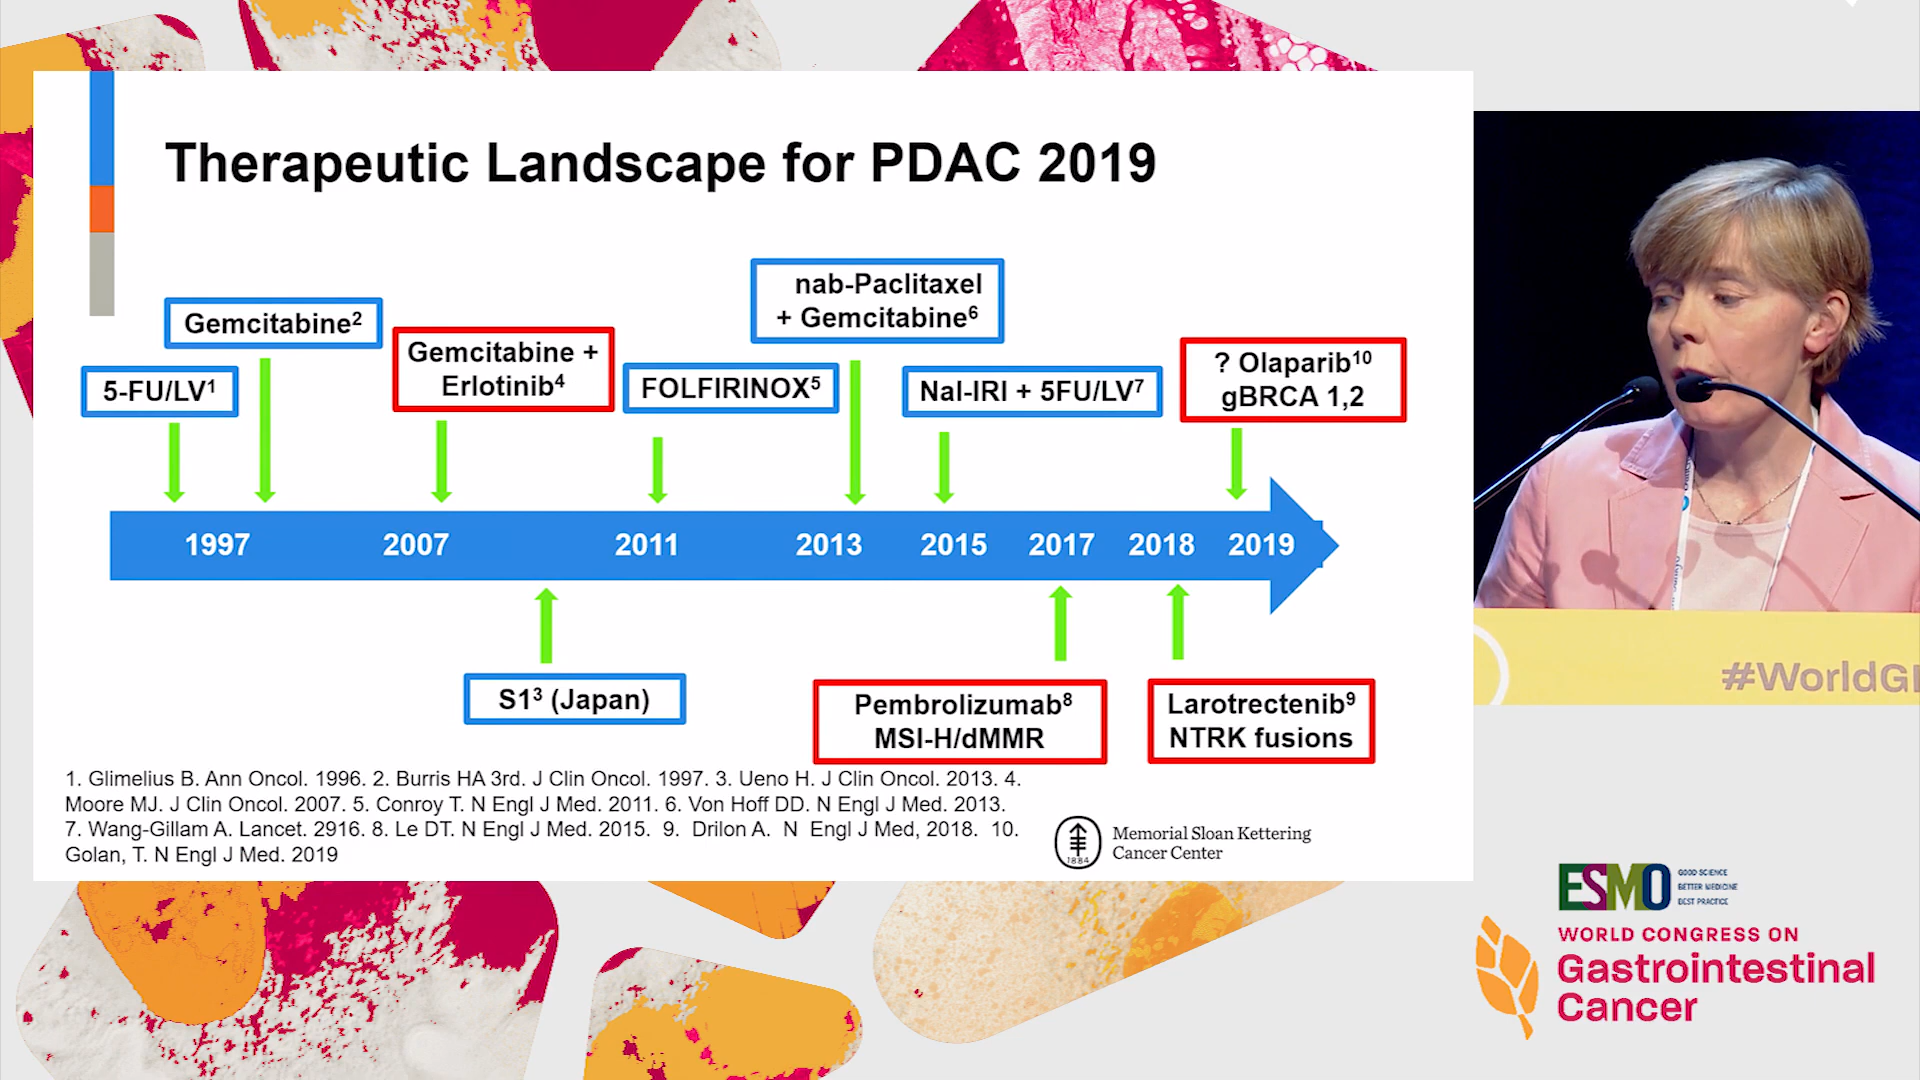 Therapeutic Landscape for PDAC 2019
nab-Paclitaxel
+ Gemcitabine⁶
Gemcitabine²
Gemcitabine +
Erlotinib⁴
? Olaparib¹⁰
gBRCA 1,2
5-FU/LV¹
FOLFIRINOX⁵
Nal-IRI + 5FU/LV⁷
1997 2007 2011 2013 2015 2017 2018 2019
S1³ (Japan)
Pembrolizumab⁸
MSI-H/dMMR
Larotrectenib⁹
NTRK fusions
1. Glimelius B. Ann Oncol. 1996. 2. Burris HA 3rd. J Clin Oncol. 1997. 3. Ueno H. J Clin Oncol. 2013. 4.
Moore MJ. J Clin Oncol. 2007. 5. Conroy T. N Engl J Med. 2011. 6. Von Hoff DD. N Engl J Med. 2013.
7. Wang-Gillam A. Lancet. 2916. 8. Le DT. N Engl J Med. 2015. 9. Drilon A. N Engl J Med, 2018. 10.
Golan, T. N Engl J Med. 2019
1884
Memorial Sloan Kettering
Cancer Center
#WorldGI
ESMO
GOOD SCIENCE
BETTER MEDICINE
BEST PRACTICE
WORLD CONGRESS ON
Gastrointestinal
Cancer